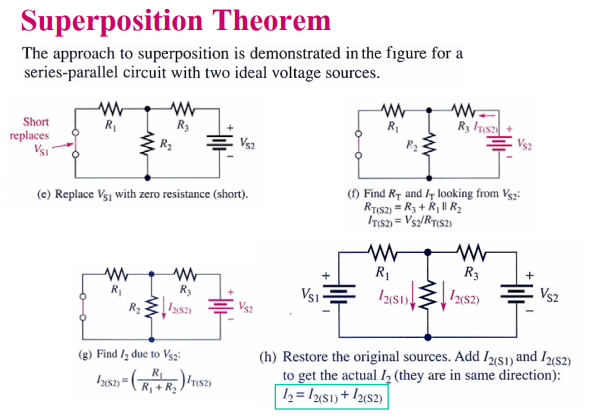 Superposition Theorem
The approach to superposition is demonstrated in the figure for a
series-parallel circuit with two ideal voltage sources.
Short
replaces
VS1
R1
R3
R2
+
VS2
(e) Replace VS1 with zero resistance (short).
R1
R3
IT(S2)
+
R2
VS2
(f) Find RT and IT looking from VS2:
RT(S2) = R3 + R1 || R2
IT(S2) = VS2/RT(S2)
R1
R3
+
R2
I2(S2)
VS2
(g) Find I2 due to VS2:
I2(S2) = (R1 / R1 + R2) IT(S2)
+
R1
R3
+
VS1
I2(S1)
I2(S2)
VS2
(h) Restore the original sources. Add I2(S1) and I2(S2)
to get the actual I2 (they are in same direction):
I2 = I2(S1) + I2(S2)